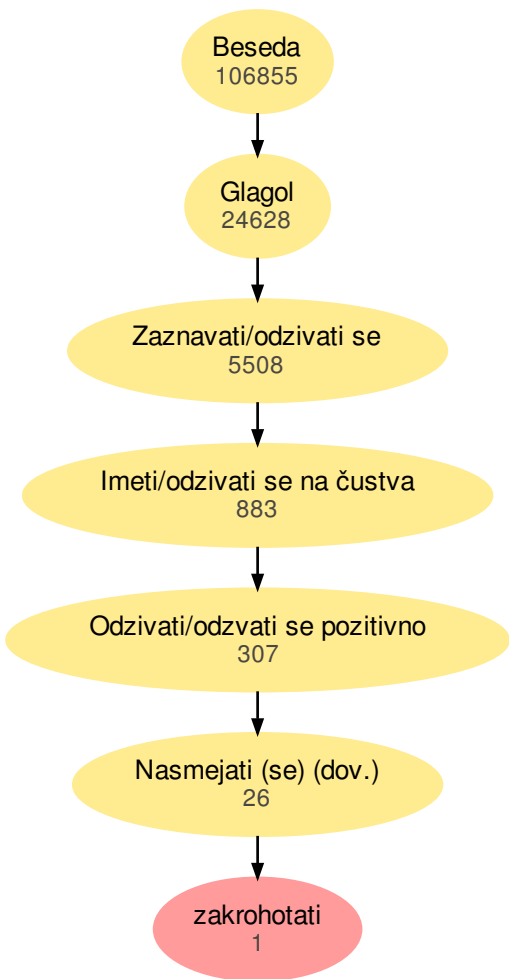 Beseda
106855
Glagol
24628
Zaznavati/odzivati se
5508
Imeti/odzivati se na čustva
883
Odzivati/odzvati se pozitivno
307
Nasmejati (se) (dov.)
26
zakrohotati
1